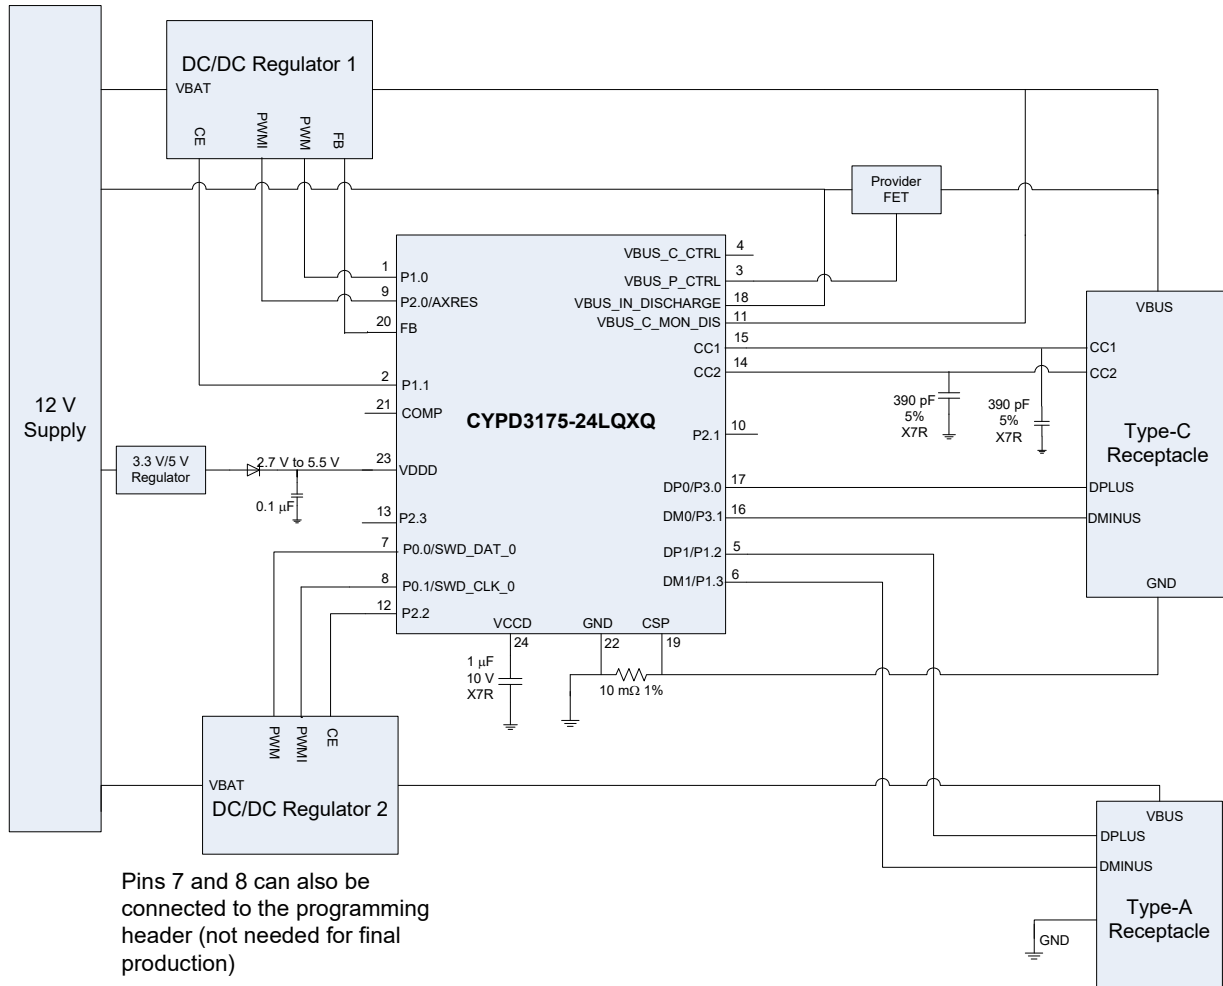 DC/DC Regulator 1
VBAT
CE
PWMI
PWM
FB
12 V
Supply
Provider
FET
CYPD3175-24LQXQ
1
P1.0
9
P2.0/AXRES
20
FB
2
P1.1
21
COMP
23
VDDD
13
P2.3
7
P0.0/SWD_DAT_0
8
P0.1/SWD_CLK_0
12
P2.2
VBUS_C_CTRL
4
VBUS_P_CTRL
3
VBUS_IN_DISCHARGE
18
VBUS_C_MON_DIS
11
CC1
15
CC2
14
P2.1
10
DP0/P3.0
17
DM0/P3.1
16
DP1/P1.2
5
DM1/P1.3
6
VCCD
24
GND
22
CSP
19
3.3 V/5 V
Regulator
2.7 V to 5.5 V
0.1 μF
390 pF
5%
X7R
390 pF
5%
X7R
VBUS
CC1
CC2
Type-C
Receptacle
DPLUS
DMINUS
GND
1 μF
10 V
X7R
10 mΩ 1%
PWM
PWMI
CE
VBAT
DC/DC Regulator 2
VBUS
DPLUS
DMINUS
Type-A
Receptacle
GND
Pins 7 and 8 can also be
connected to the programming
header (not needed for final
production)